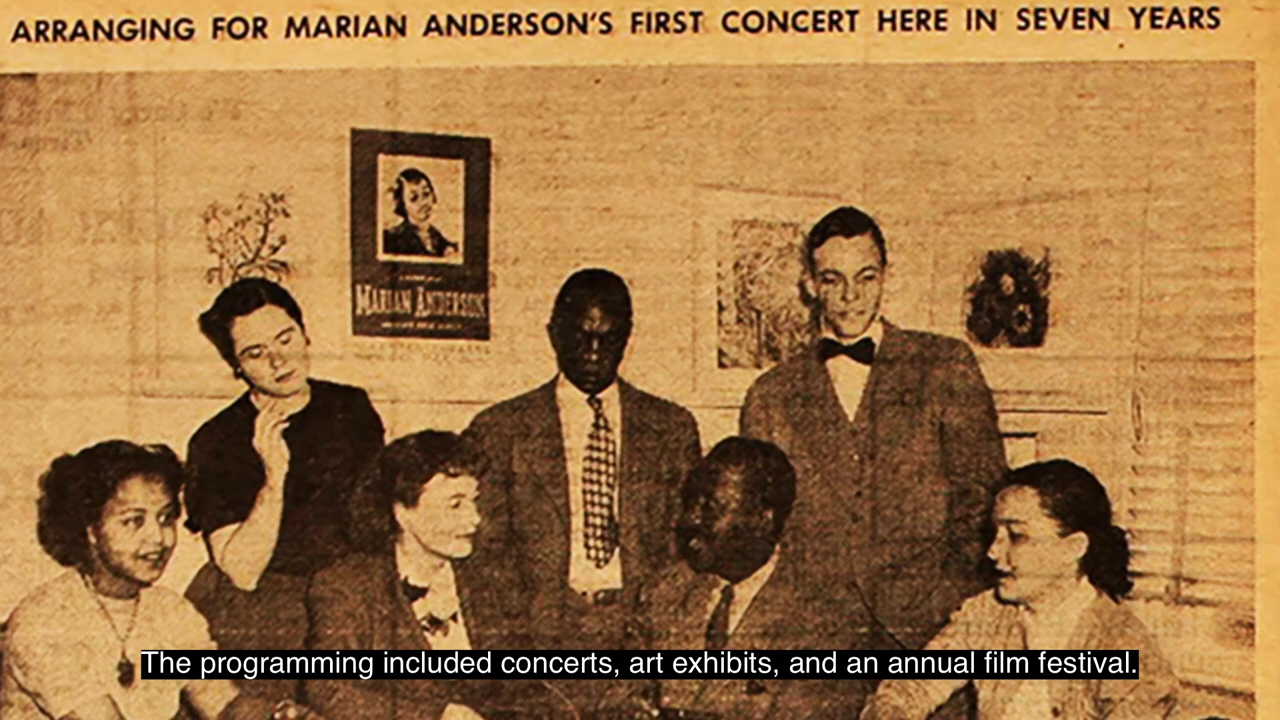 ARRANGING FOR MARIAN ANDERSON'S FIRST CONCERT HERE IN SEVEN YEARS
MARIAN ANDERSON
The programming included concerts, art exhibits, and an annual film festival.